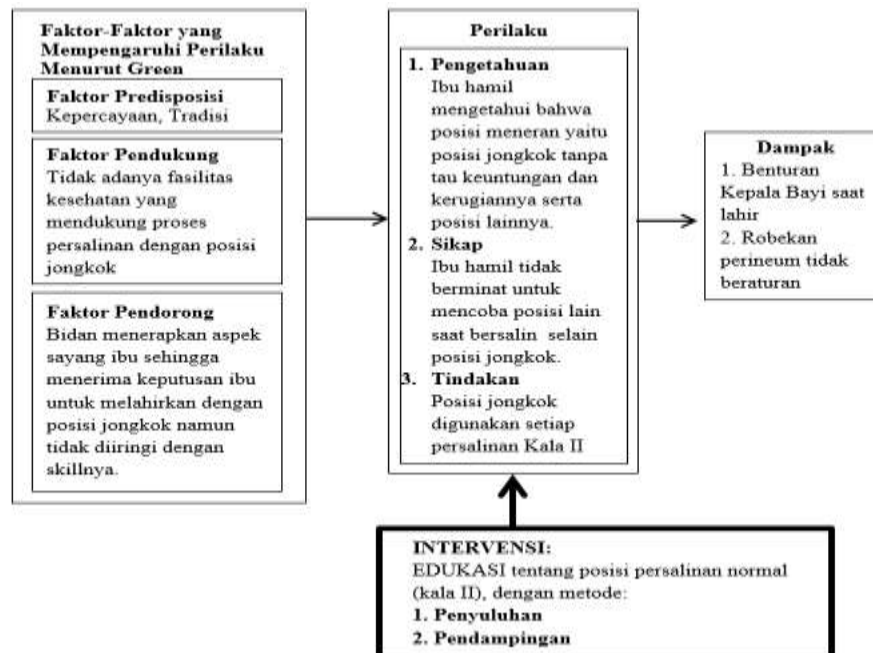 Faktor-Faktor yang
Mempengaruhi Perilaku
Menurut Green
Faktor Predisposisi
Kepercayaan, Tradisi
Faktor Pendukung
Tidak adanya fasilitas
kesehatan yang
mendukung proses
persalinan dengan posisi
jongkok
Faktor Pendorong
Bidan menerapkan aspek
sayang ibu sehingga
menerima keputusan ibu
untuk melahirkan dengan
posisi jongkok namun
tidak diiringi dengan
skillnya.
Perilaku
1. Pengetahuan
Ibu hamil
mengetahui bahwa
posisi meneran yaitu
posisi jongkok tanpa
tau keuntungan dan
kerugiannya serta
posisi lainnya.
2. Sikap
Ibu hamil tidak
berminat untuk
mencoba posisi lain
saat bersalin selain
posisi jongkok.
3. Tindakan
Posisi jongkok
digunakan setiap
persalinan Kala II
Dampak
1. Benturan
Kepala Bayi saat
lahir
2. Robekan
perineum tidak
beraturan
INTERVENSI:
EDUKASI tentang posisi persalinan normal
(kala II), dengan metode:
1. Penyuluhan
2. Pendampingan